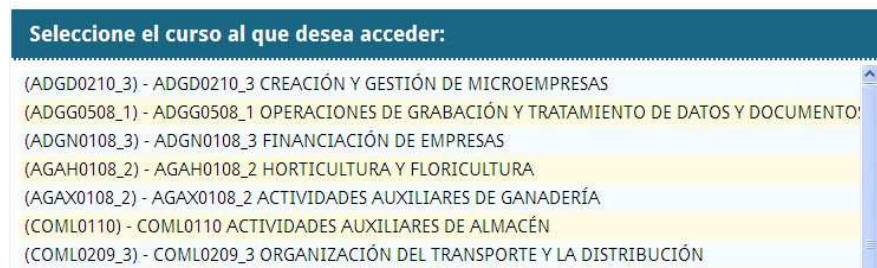 Seleccione el curso al que desea acceder:
(ADGD0210_3) - ADGD0210_3 CREACIÓN Y GESTIÓN DE MICROEMPRESAS
(ADGG0508_1) - ADGG0508_1 OPERACIONES DE GRABACIÓN Y TRATAMIENTO DE DATOS Y DOCUMENTOS
(ADGN0108_3) - ADGN0108_3 FINANCIACIÓN DE EMPRESAS
(AGAH0108_2) - AGAH0108_2 HORTICULTURA Y FLORICULTURA
(AGAX0108_2) - AGAX0108_2 ACTIVIDADES AUXILIARES DE GANADERÍA
(COML0110) - COML0110 ACTIVIDADES AUXILIARES DE ALMACÉN
(COML0209_3) - COML0209_3 ORGANIZACIÓN DEL TRANSPORTE Y LA DISTRIBUCIÓN